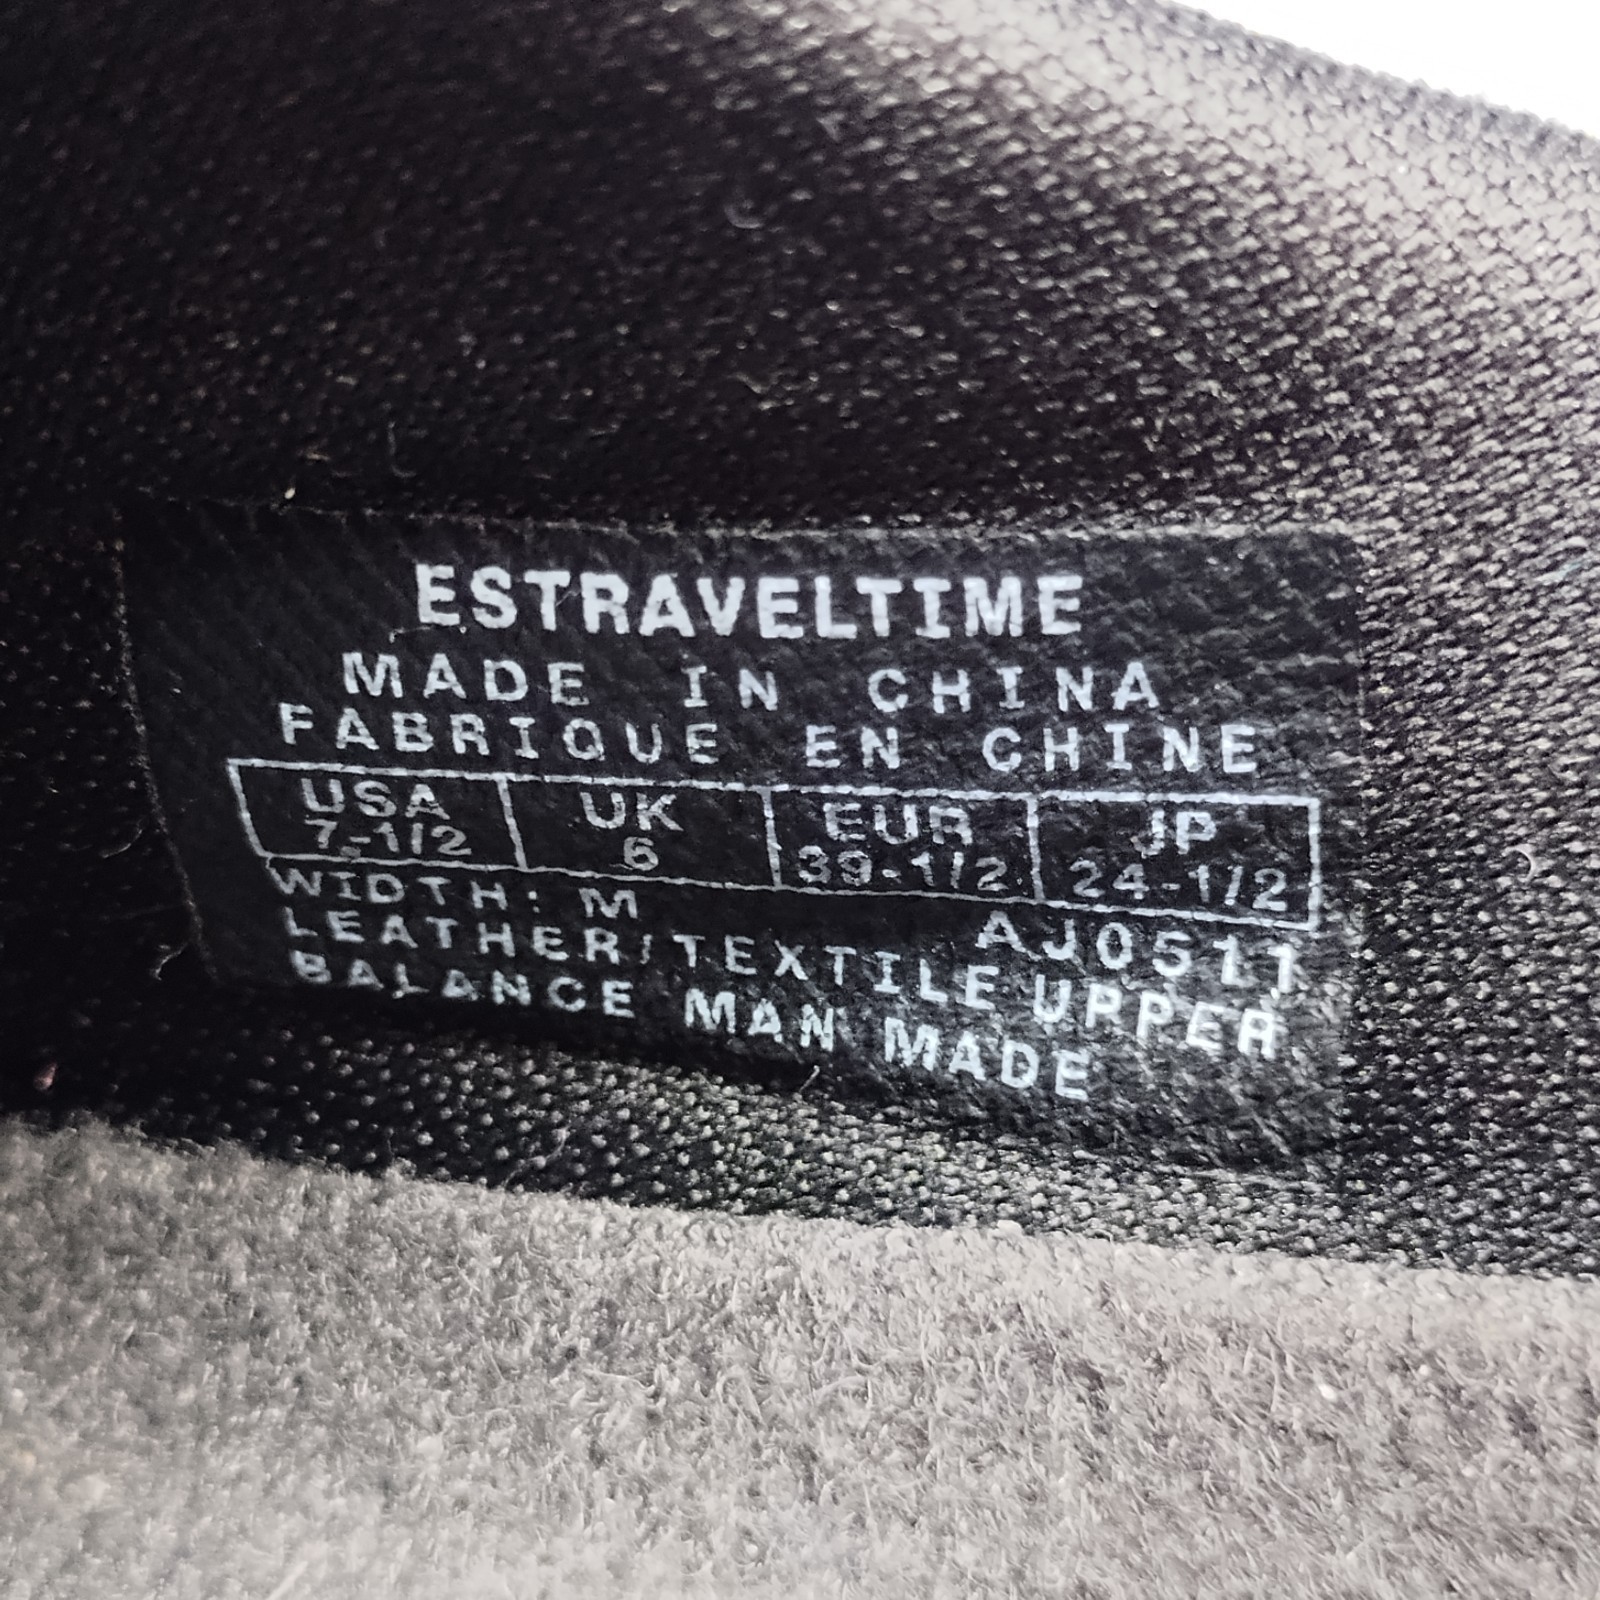 ESTRAVELTIME
MADE IN CHINA
FABRIQUE EN CHINE
USA UK EUR JP
7-1/2 6 39-1/2 24-1/2
WIDTH: M AJ0511
LEATHER/TEXTILE UPPER
BALANCE MAN MADE